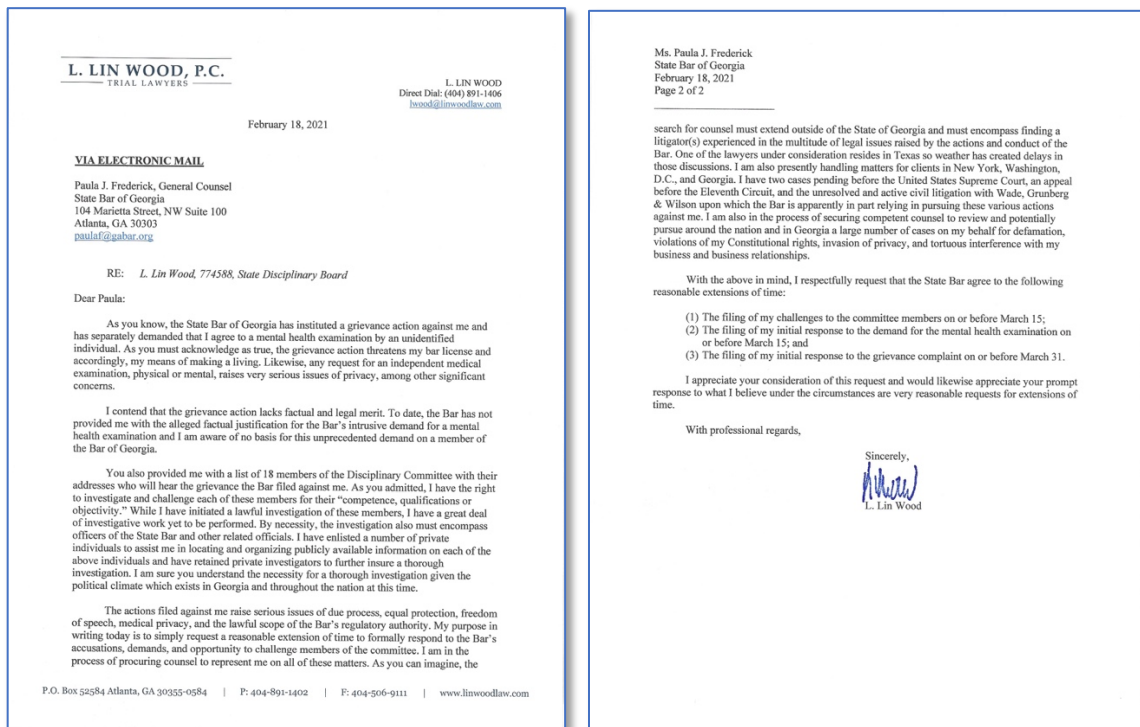 L. LIN WOOD, P.C.
TRIAL LAWYERS
L. LIN WOOD
Direct Dial: (404) 891-1406
lwood@linwoodlaw.com
February 18, 2021
VIA ELECTRONIC MAIL
Paula J. Frederick, General Counsel
State Bar of Georgia
104 Marietta Street, NW Suite 100
Atlanta, GA 30303
paulaf@gabar.org
RE: L. Lin Wood, 774588, State Disciplinary Board
Dear Paula:
As you know, the State Bar of Georgia has instituted a grievance action against me and
has separately demanded that I agree to a mental health examination by an unidentified
individual. As you must acknowledge as true, the grievance action threatens my bar license and
accordingly, my means of making a living. Likewise, any request for an independent medical
examination, physical or mental, raises very serious issues of privacy, among other significant
concerns.
I contend that the grievance action lacks factual and legal merit. To date, the Bar has not
provided me with the alleged factual justification for the Bar's intrusive demand for a mental
health examination and I am aware of no basis for this unprecedented demand on a member of
the Bar of Georgia.
You also provided me with a list of 18 members of the Disciplinary Committee with their
addresses who will hear the grievance the Bar filed against me. As you admitted, I have the right
to investigate and challenge each of these members for their "competence, qualifications or
objectivity." While I have initiated a lawful investigation of these members, I have a great deal
of investigative work yet to be performed. By necessity, the investigation also must encompass
officers of the State Bar and other related officials. I have enlisted a number of private
individuals to assist me in locating and organizing publicly available information on each of the
above individuals and have retained private investigators to further insure a thorough
investigation. I am sure you understand the necessity for a thorough investigation given the
political climate which exists in Georgia and throughout the nation at this time.
The actions filed against me raise serious issues of due process, equal protection, freedom
of speech, medical privacy, and the lawful scope of the Bar's regulatory authority. My purpose in
writing today is to simply request a reasonable extension of time to formally respond to the Bar's
accusations, demands, and opportunity to challenge members of the committee. I am in the
process of procuring counsel to represent me on all of these matters. As you can imagine, the
P.O. Box 52584 Atlanta, GA 30355-0584 | P: 404-891-1402 | F: 404-506-9111 | www.linwoodlaw.com
Ms. Paula J. Frederick
State Bar of Georgia
February 18, 2021
Page 2 of 2
search for counsel must extend outside of the State of Georgia and must encompass finding a
litigator(s) experienced in the multitude of legal issues raised by the actions and conduct of the
Bar. One of the lawyers under consideration resides in Texas so weather has created delays in
those discussions. I am also presently handling matters for clients in New York, Washington,
D.C., and Georgia. I have two cases pending before the United States Supreme Court, an appeal
before the Eleventh Circuit, and the unresolved and active civil litigation with Wade, Grunberg
& Wilson upon which the Bar is apparently in part relying in pursuing these various actions
against me. I am also in the process of securing competent counsel to review and potentially
pursue around the nation and in Georgia a large number of cases on my behalf for defamation,
violations of my Constitutional rights, invasion of privacy, and tortuous interference with my
business and business relationships.
With the above in mind, I respectfully request that the State Bar agree to the following
reasonable extensions of time:
(1) The filing of my challenges to the committee members on or before March 15;
(2) The filing of my initial response to the demand for the mental health examination on
or before March 15; and
(3) The filing of my initial response to the grievance complaint on or before March 31.
I appreciate your consideration of this request and would likewise appreciate your prompt
response to what I believe under the circumstances are very reasonable requests for extensions of
time.
With professional regards,
Sincerely,
L. Lin Wood